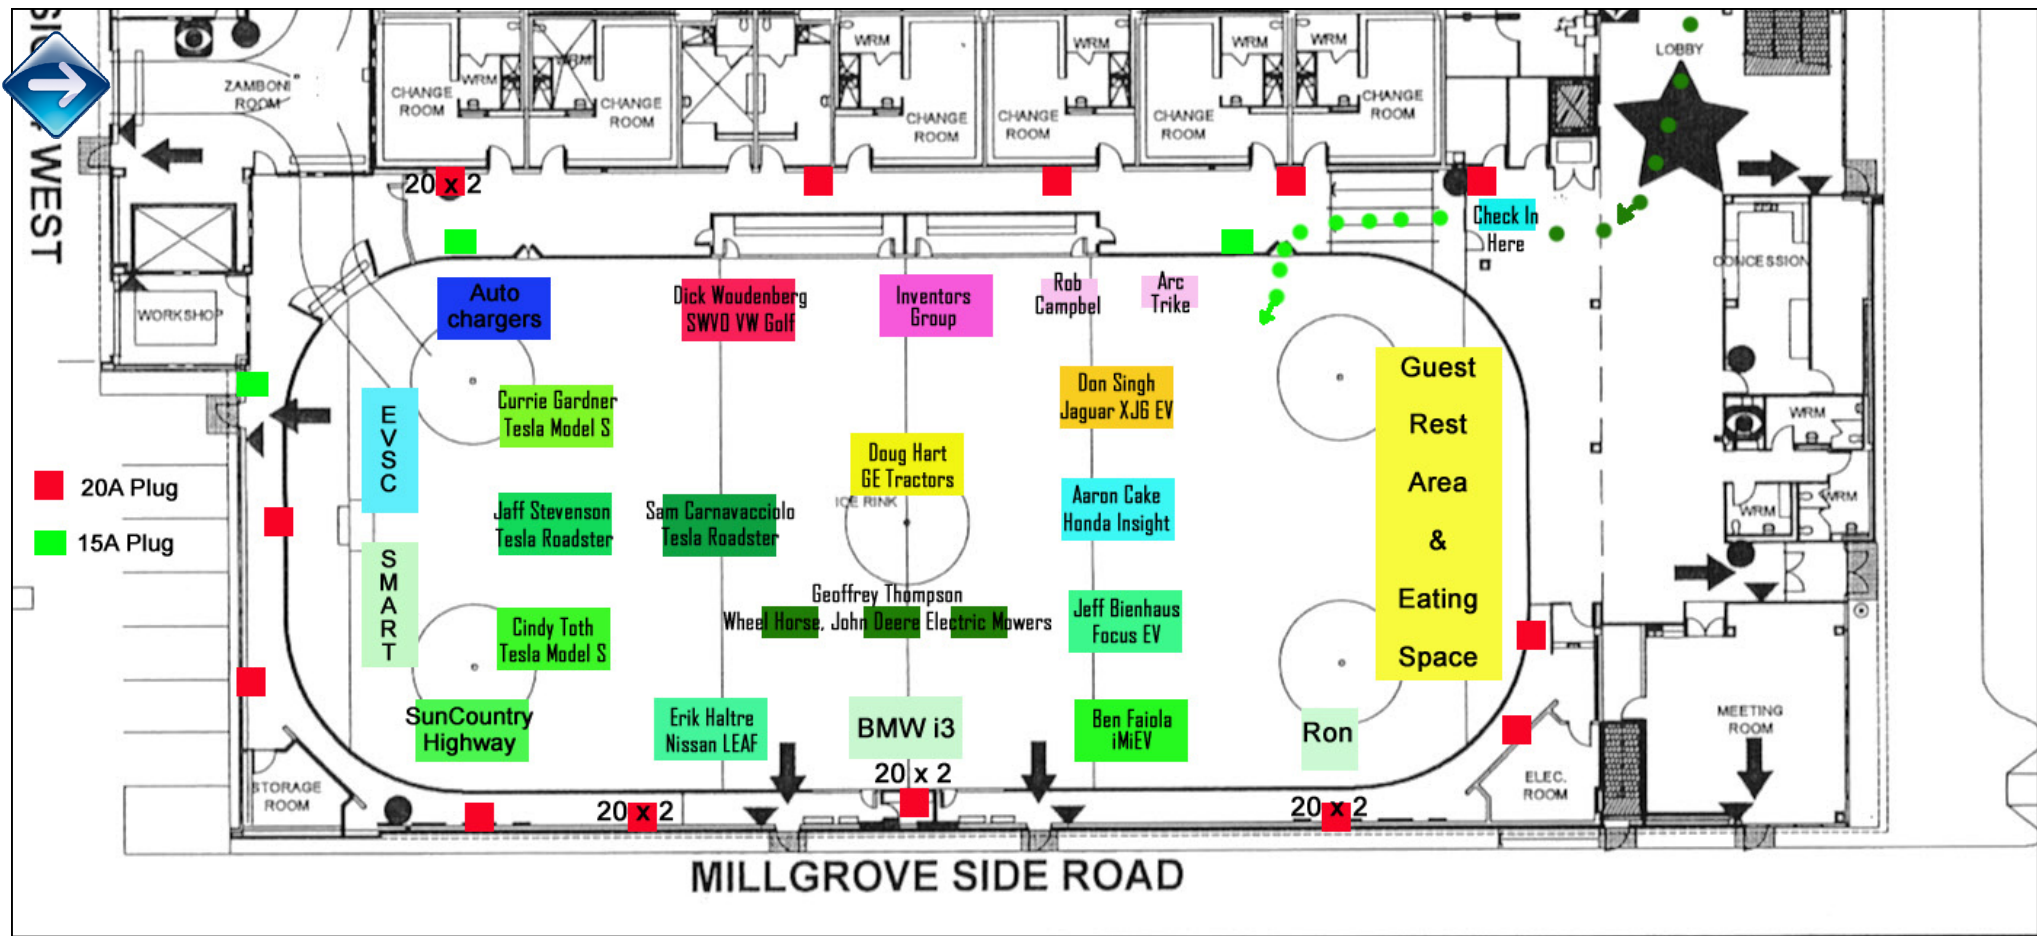 LOBBY
ZAMBONI
ROOM
WRM
WRM
WRM
WRM
WRM
WRM
CHANGE
ROOM
CHANGE
ROOM
CHANGE
ROOM
CHANGE
ROOM
CHANGE
ROOM
CHANGE
ROOM
WEST
20 x 2
Check In
Here
CONCESSION
WORKSHOP
Auto
chargers
Dick Woudenberg
SWVO VW Golf
Inventors
Group
Rob
Campbel
Arc
Trike
Guest
Rest
Area
&
Eating
Space
EVSC
Currie Gardner
Tesla Model S
Don Singh
Jaguar XJ6 EV
WRM
Doug Hart
GE Tractors
ICE RINK
20A Plug
15A Plug
Jaff Stevenson
Tesla Roadster
Sam Carnavacciolo
Tesla Roadster
Aaron Cake
Honda Insight
WRM
WRM
SMART
Geoffrey Thompson
Wheel Horse, John Deere Electric Mowers
Cindy Toth
Tesla Model S
Jeff Bienhaus
Focus EV
SunCountry
Highway
Erik Haltre
Nissan LEAF
BMW i3
Ben Faiola
iMiEV
Ron
MEETING
ROOM
STORAGE
ROOM
20 x 2
20 x 2
20 x 2
ELEC.
ROOM
MILLGROVE SIDE ROAD